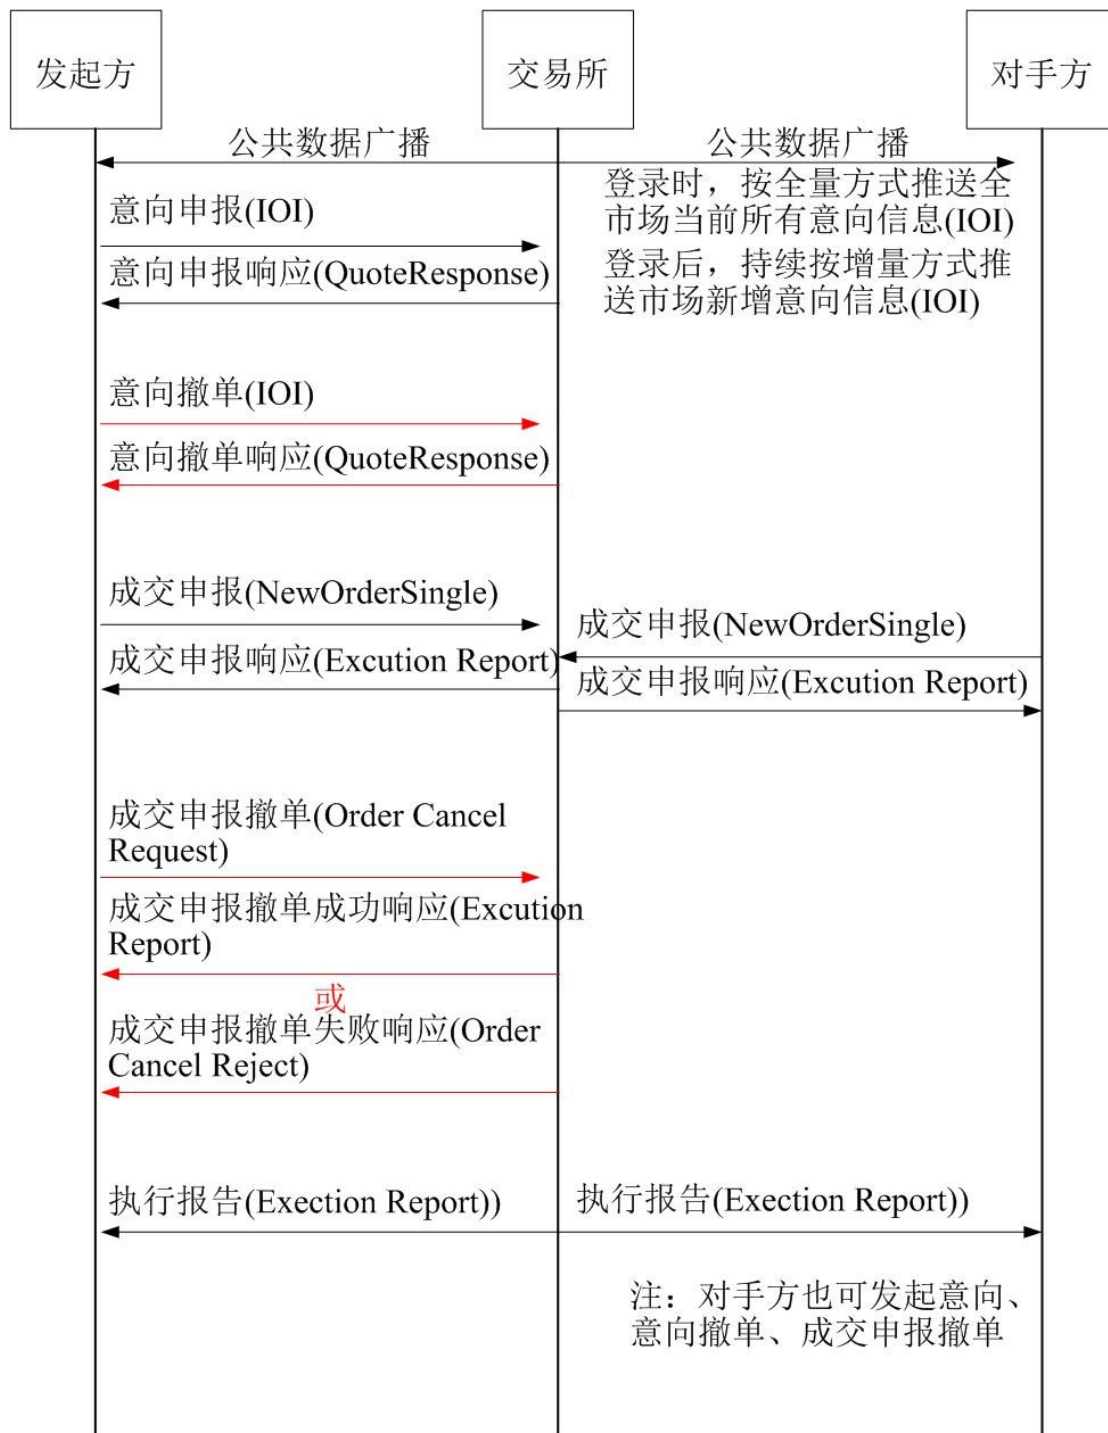 发起方
交易所
对手方
公共数据广播
公共数据广播
意向申报(IOI)
登录时，按全量方式推送全
市场当前所有意向信息(IOI)
意向申报响应(QuoteResponse)
登录后，持续按增量方式推
送市场新增意向信息(IOI)
意向撤单(IOI)
意向撤单响应(QuoteResponse)
成交申报(NewOrderSingle)
成交申报(NewOrderSingle)
成交申报响应(Excution Report)
成交申报响应(Excution Report)
成交申报撤单(Order Cancel
Request)
成交申报撤单成功响应(Excution
Report)
或
成交申报撤单失败响应(Order
Cancel Reject)
执行报告(Exection Report))
执行报告(Exection Report))
注：对手方也可发起意向、
意向撤单、成交申报撤单